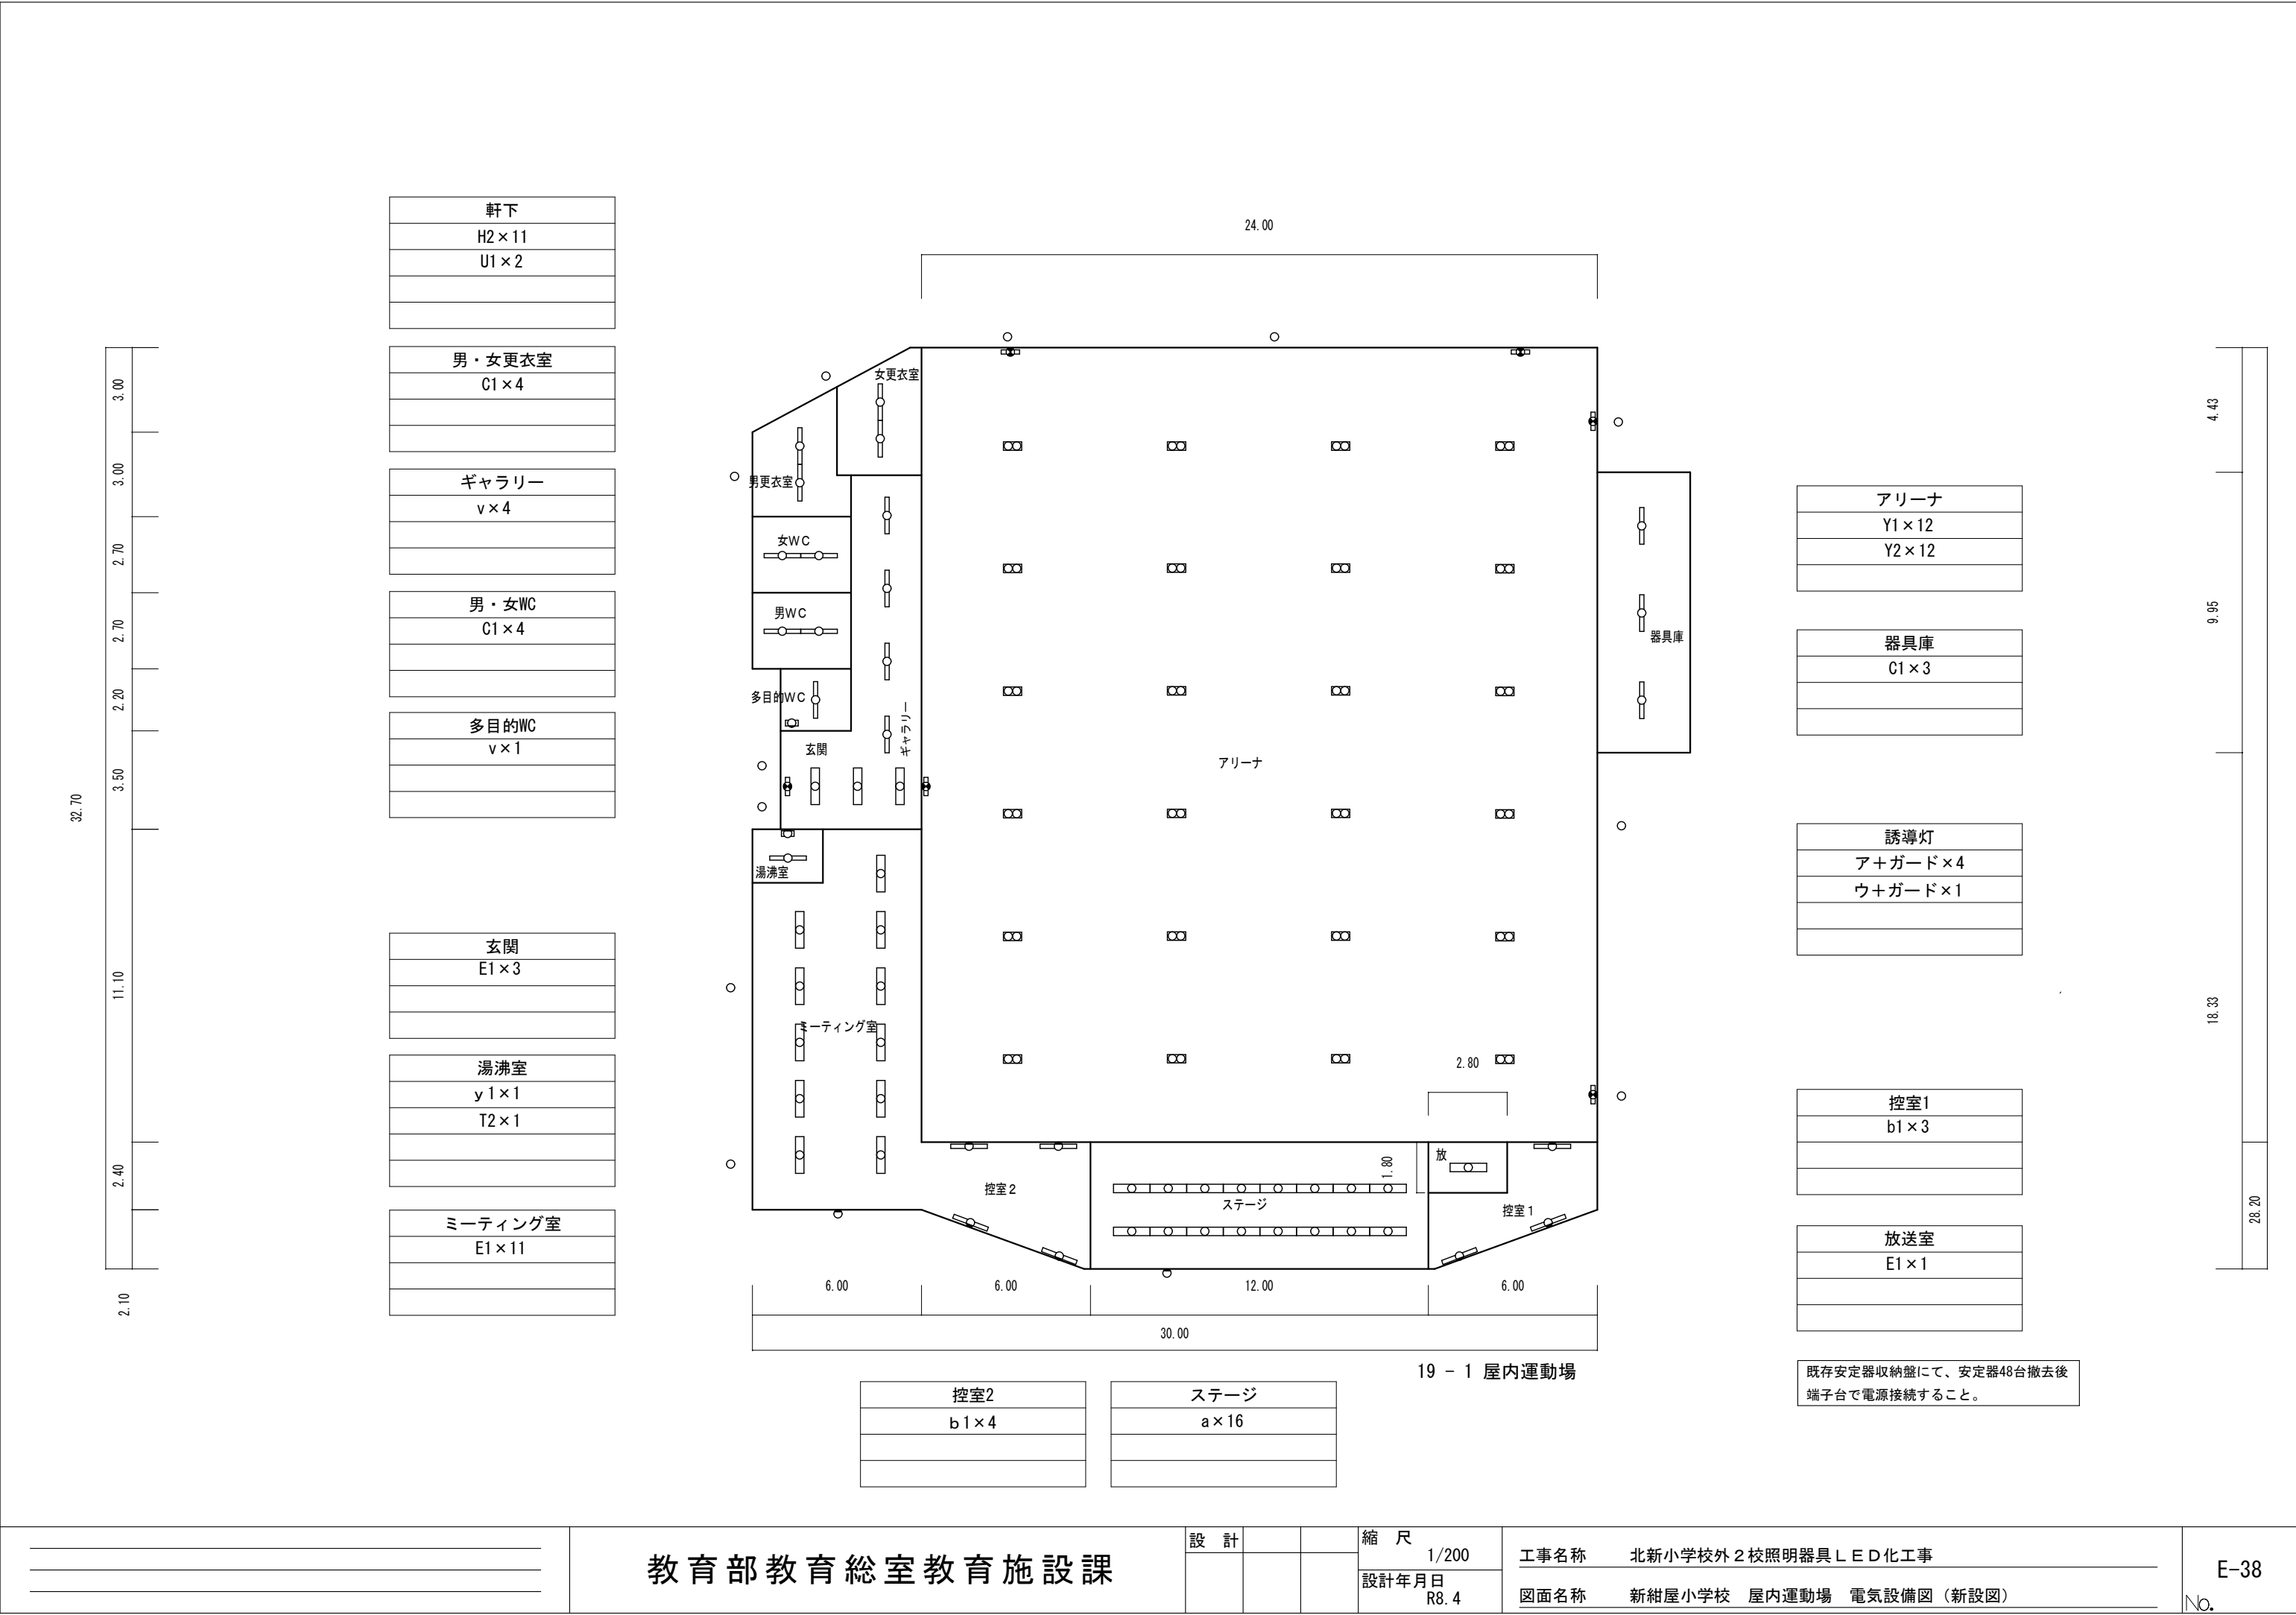 24.00
軒下
H2×11
U1×2
男・女更衣室
C1×4
ギャラリー
v×4
男・女WC
C1×4
多目的WC
v×1
玄関
E1×3
湯沸室
y1×1
T2×1
ミーティング室
E1×11
32.70
3.00
3.00
2.70
2.70
2.20
3.50
11.10
2.40
2.10
女更衣室
男更衣室
女WC
男WC
多目的WC
玄関
ギャラリー
湯沸室
ミーティング室
アリーナ
器具庫
2.80
1.80
放
控室2
ステージ
控室1
6.00
6.00
12.00
6.00
30.00
19 - 1 屋内運動場
控室2
b1×4
ステージ
a×16
アリーナ
Y1×12
Y2×12
器具庫
C1×3
誘導灯
ア+ガード×4
ウ+ガード×1
控室1
b1×3
放送室
E1×1
既存安定器収納盤にて、安定器48台撤去後
端子台で電源接続すること。
4.43
9.95
18.33
28.20
教育部教育総室教育施設課
設 計
縮 尺
1/200
設計年月日
R8.4
工事名称 北新小学校外2校照明器具LED化工事
図面名称 新紺屋小学校 屋内運動場 電気設備図(新設図)
E-38
No.